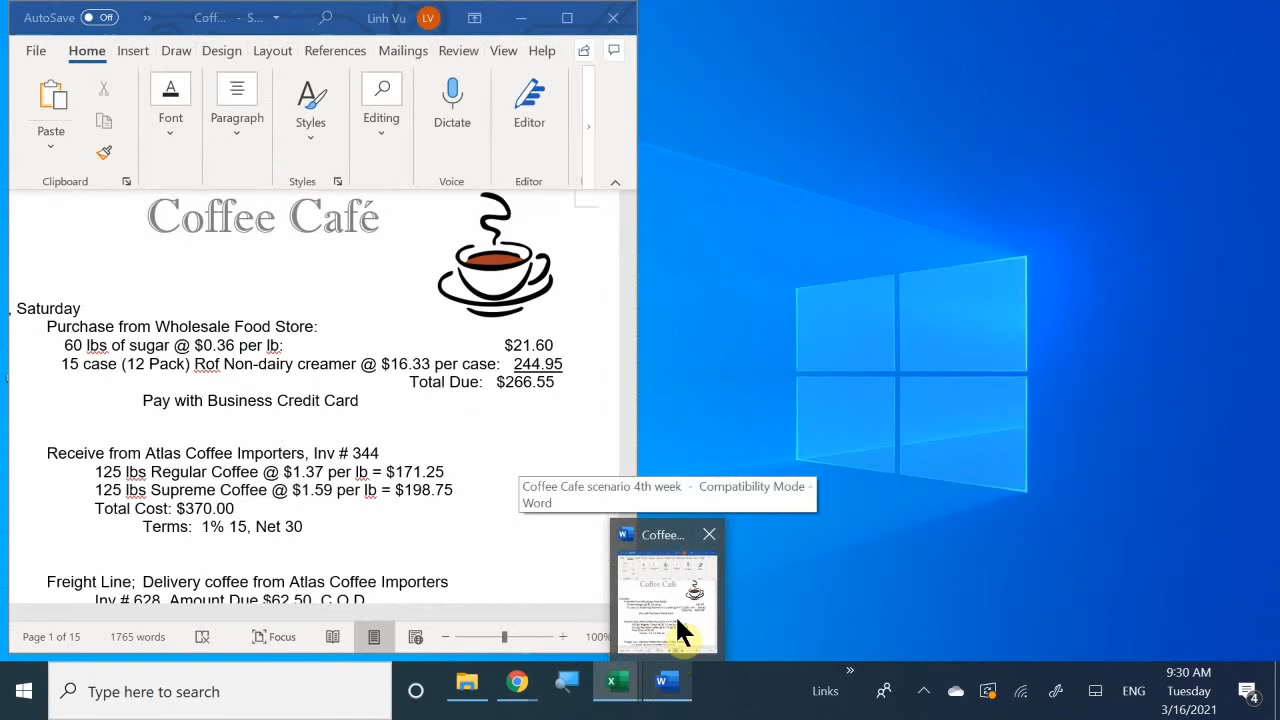 AutoSave Off » Coff... - S... Linh Vu LV
File Home Insert Draw Design Layout References Mailings Review View Help
Paste Font Paragraph Styles Editing Dictate Editor
Clipboard Styles Voice Editor
Coffee Café
, Saturday
Purchase from Wholesale Food Store:
60 lbs of sugar @ $0.36 per lb: $21.60
15 case (12 Pack) Rof Non-dairy creamer @ $16.33 per case: 244.95
Total Due: $266.55
Pay with Business Credit Card
Receive from Atlas Coffee Importers, Inv # 344
125 lbs Regular Coffee @ $1.37 per lb = $171.25
125 lbs Supreme Coffee @ $1.59 per lb = $198.75
Total Cost: $370.00
Terms: 1% 15, Net 30
Freight Line; Delivery coffee from Atlas Coffee Importers
Inv # 628, Amount Due $62.50, C.O.D.
Coffee Cafe scenario 4th week - Compatibility Mode -
Word
Coffee...
Page 1 of 15 1765 words Focus 100%
Type here to search
Links » ENG
9:30 AM
Tuesday
3/16/2021
4